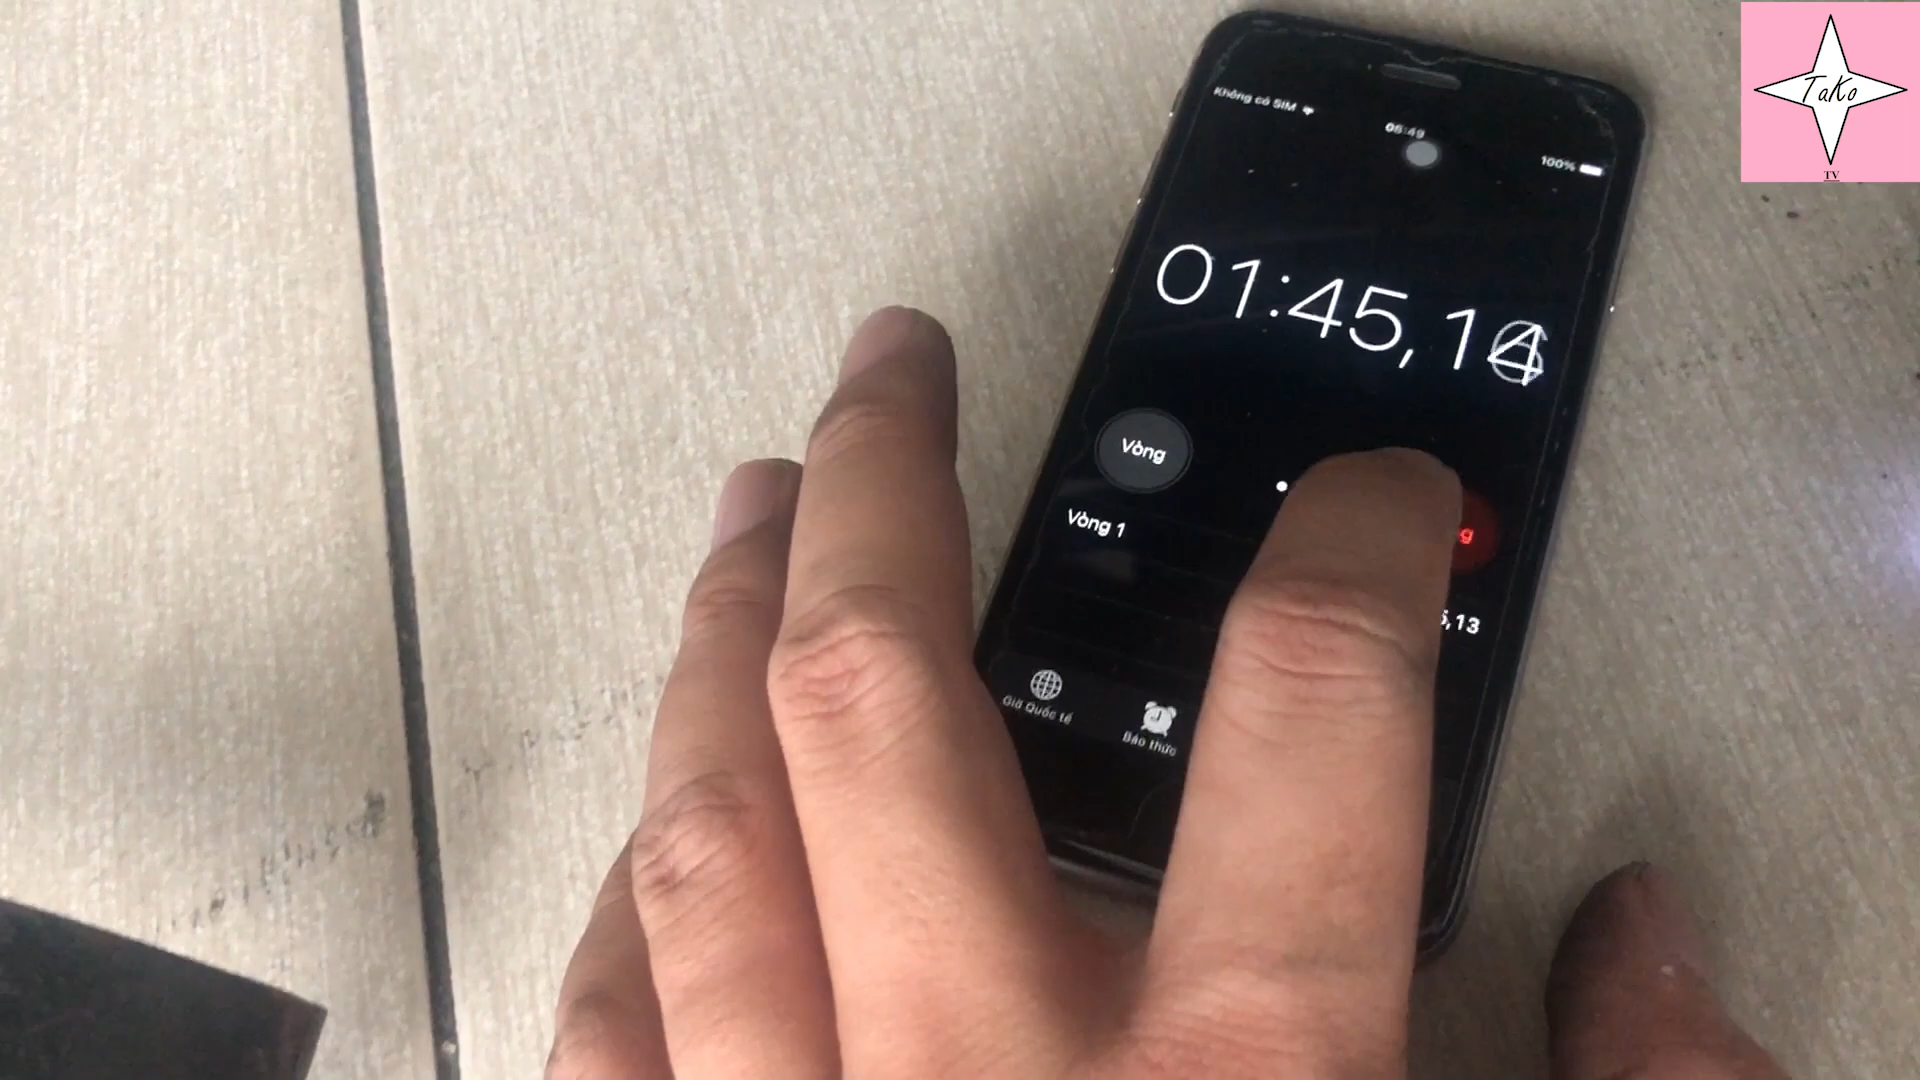 TaKo
TV
Không có SIM
06:49
100%
01:45,14
Vòng
g
Vòng 1
,13
Giờ Quốc tế
Báo thức